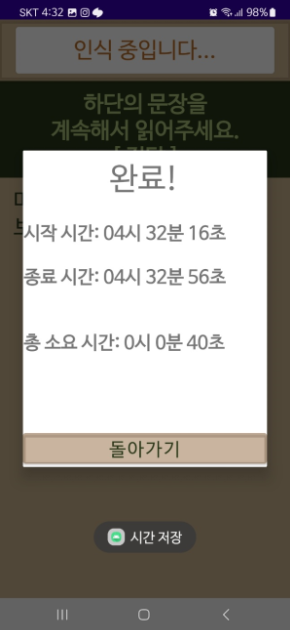 SKT 4:32
98%
인식 중입니다...
하단의 문장을
계속해서 읽어주세요.
완료!
시작 시간: 04시 32분 16초
종료 시간: 04시 32분 56초
총 소요 시간: 0시 0분 40초
돌아가기
시간 저장